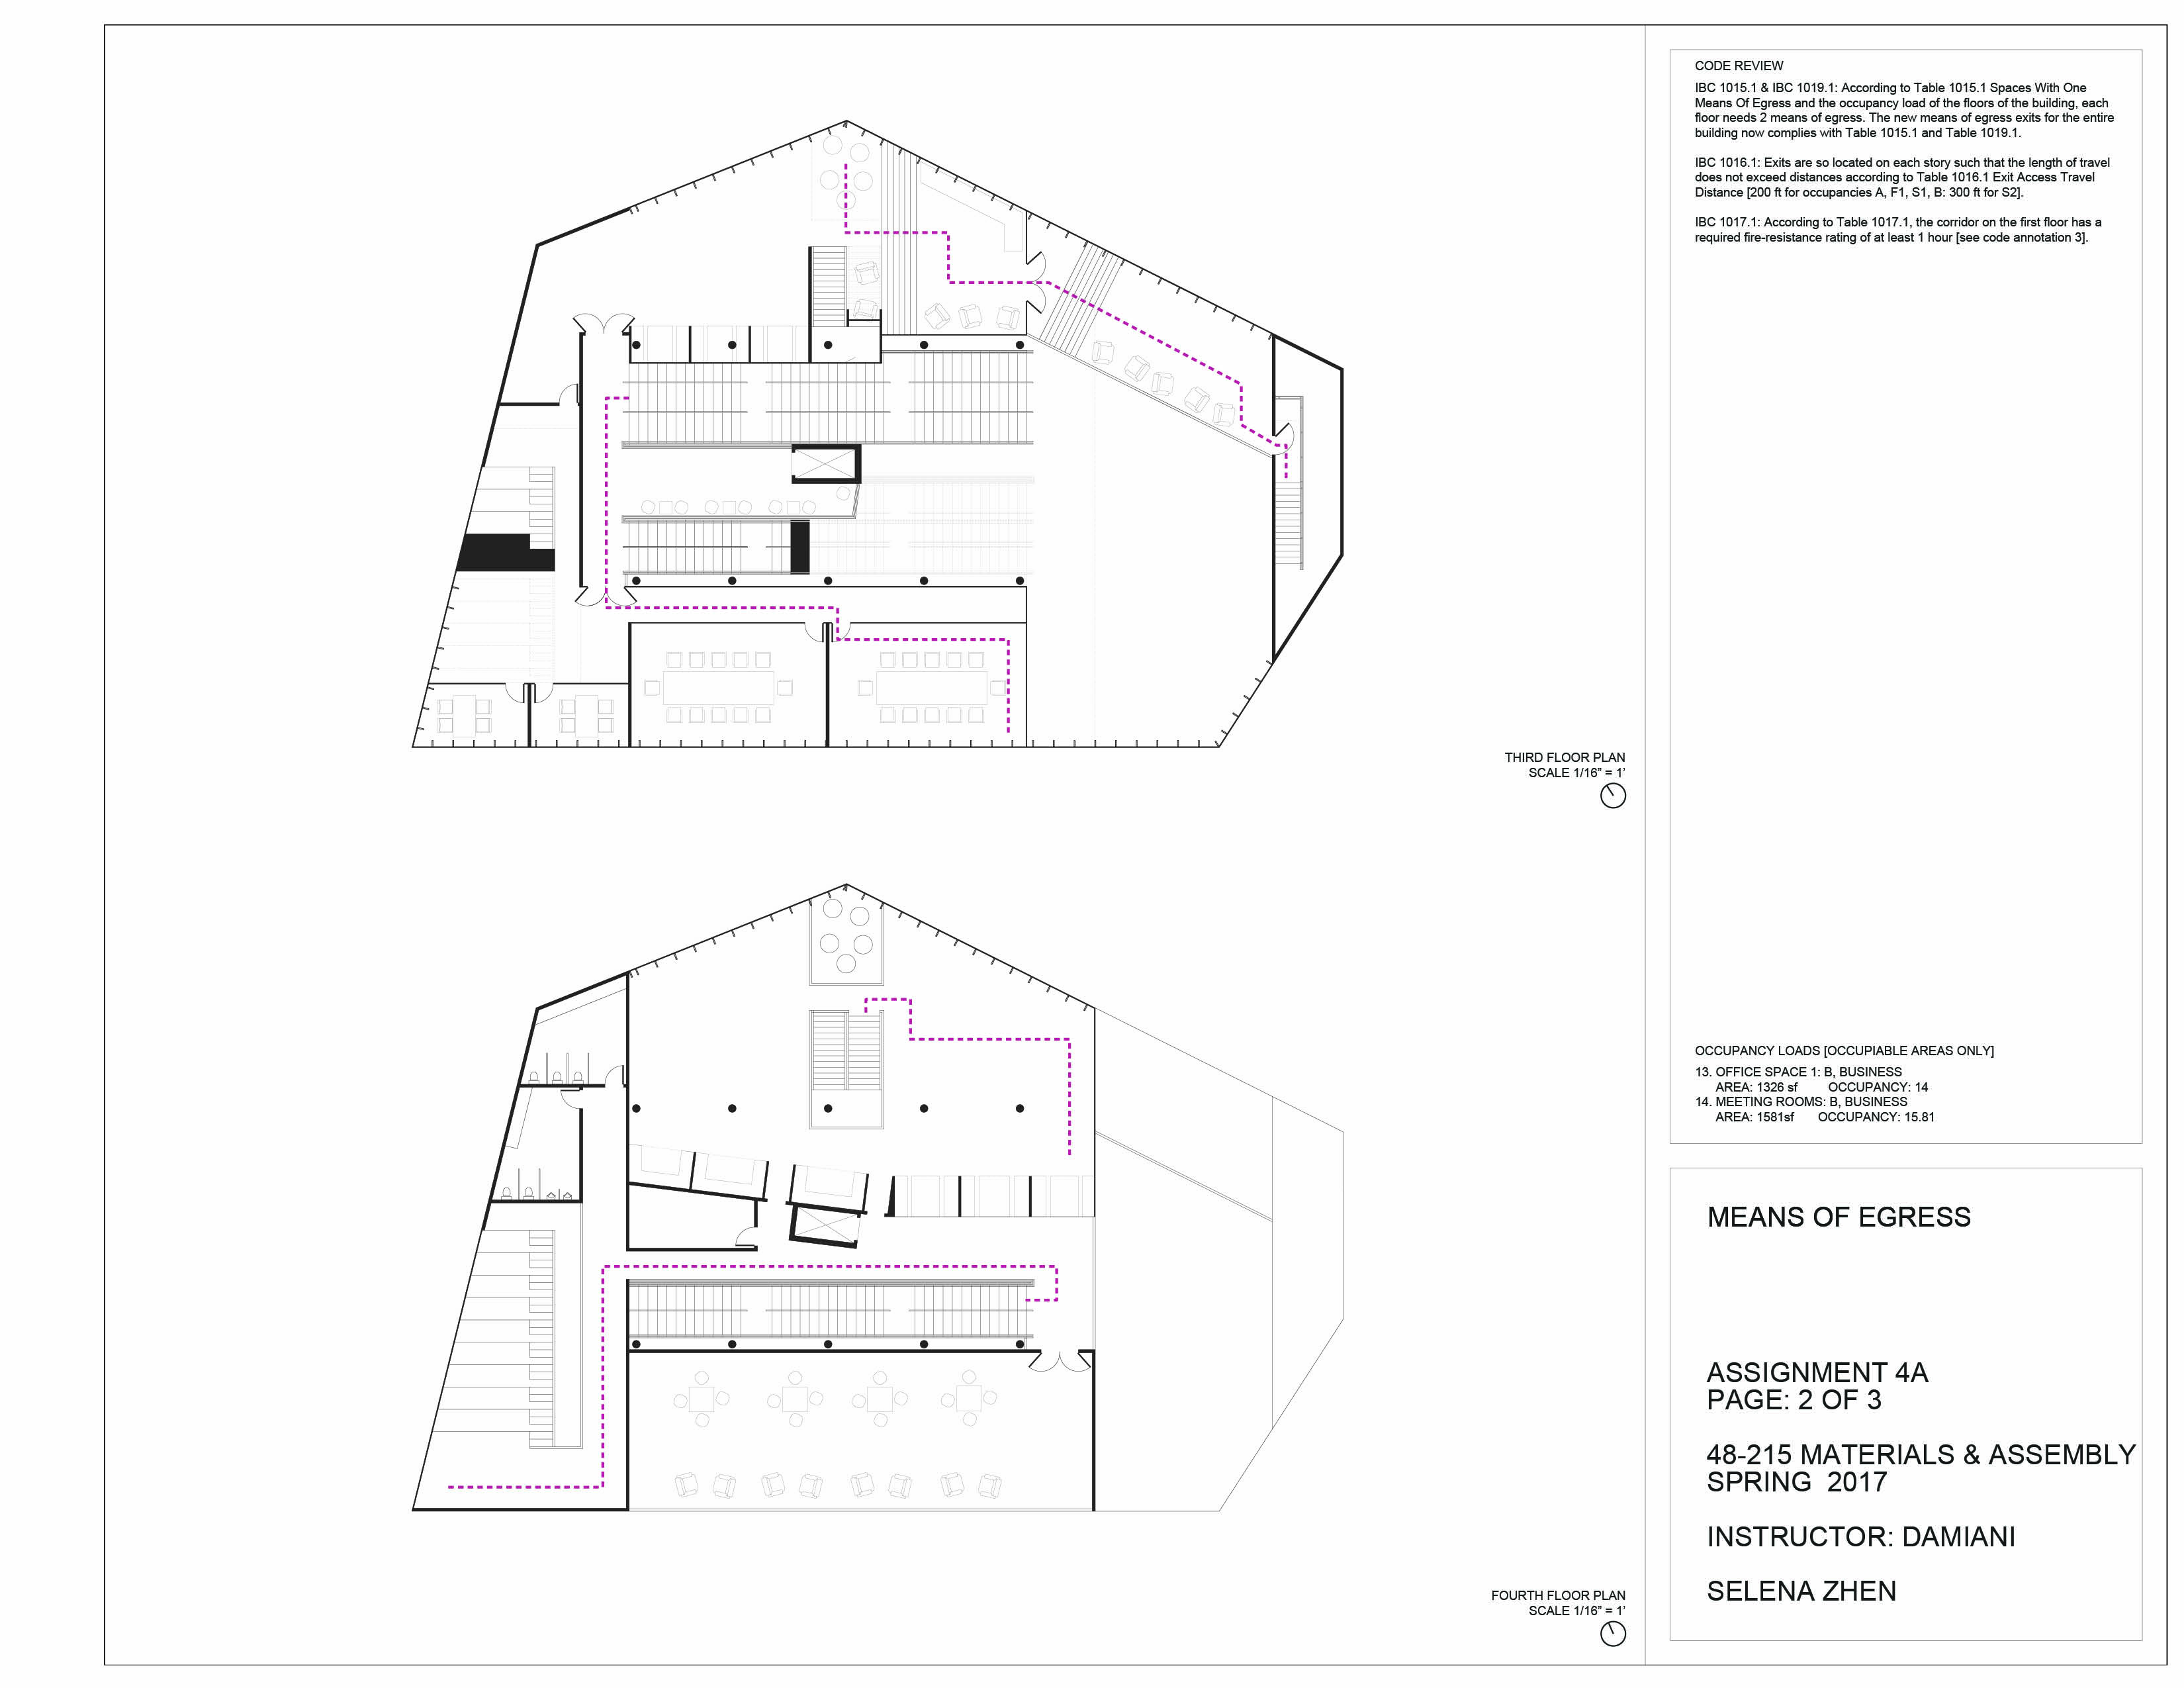 CODE REVIEW
IBC 1015.1 & IBC 1019.1: According to Table 1015.1 Spaces With One
Means Of Egress and the occupancy load of the floors of the building, each
floor needs 2 means of egress. The new means of egress exits for the entire
building now complies with Table 1015.1 and Table 1019.1.
IBC 1016.1: Exits are so located on each story such that the length of travel
does not exceed distances according to Table 1016.1 Exit Access Travel
Distance [200 ft for occupancies A, F1, S1, B: 300 ft for S2].
IBC 1017.1: According to Table 1017.1, the corridor on the first floor has a
required fire-resistance rating of at least 1 hour [see code annotation 3].
THIRD FLOOR PLAN
SCALE 1/16” = 1’
OCCUPANCY LOADS [OCCUPIABLE AREAS ONLY]
13. OFFICE SPACE 1: B, BUSINESS
AREA: 1326 sf OCCUPANCY: 14
14. MEETING ROOMS: B, BUSINESS
AREA: 1581sf OCCUPANCY: 15.81
FOURTH FLOOR PLAN
SCALE 1/16” = 1’
MEANS OF EGRESS
ASSIGNMENT 4A
PAGE: 2 OF 3
48-215 MATERIALS & ASSEMBLY
SPRING 2017
INSTRUCTOR: DAMIANI
SELENA ZHEN